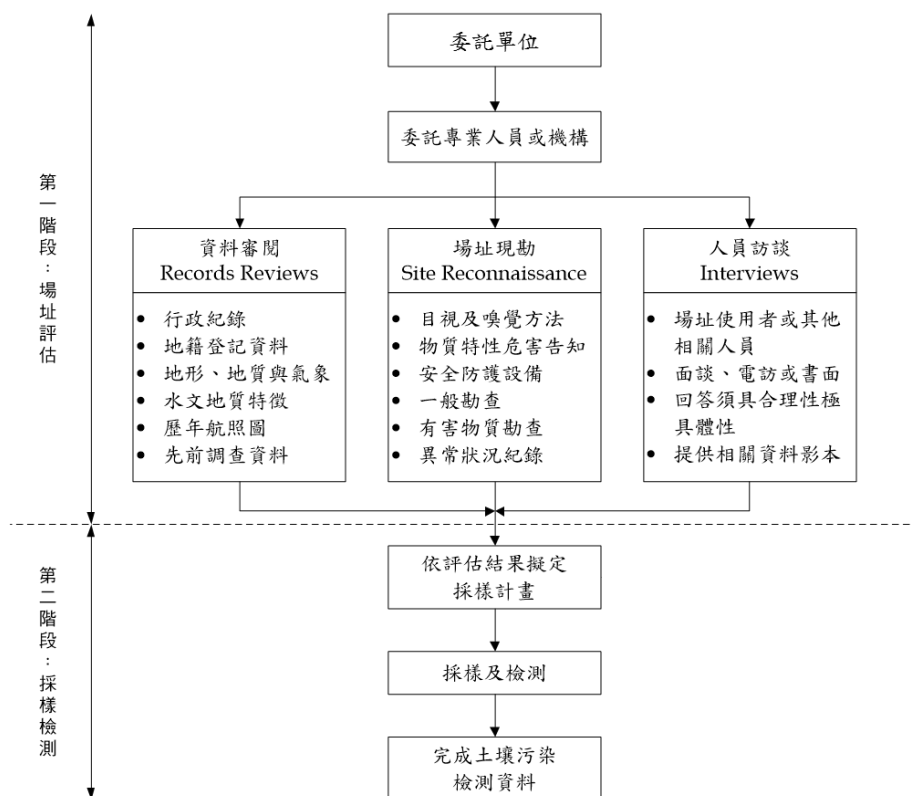 委託單位
委託專業人員或機構
第一階段：場址評估
資料審閱
Records Reviews
● 行政紀錄
● 地籍登記資料
● 地形、地質與氣象
● 水文地質特徵
● 歷年航照圖
● 先前調查資料
場址現勘
Site Reconnaissance
● 目視及嗅覺方法
● 物質特性危害告知
● 安全防護設備
● 一般勘查
● 有害物質勘查
● 異常狀況紀錄
人員訪談
Interviews
● 場址使用者或其他
相關人員
● 面談、電訪或書面
● 回答須具合理性極
具體性
● 提供相關資料影本
第二階段：採樣檢測
依評估結果擬定
採樣計畫
採樣及檢測
完成土壤污染
檢測資料